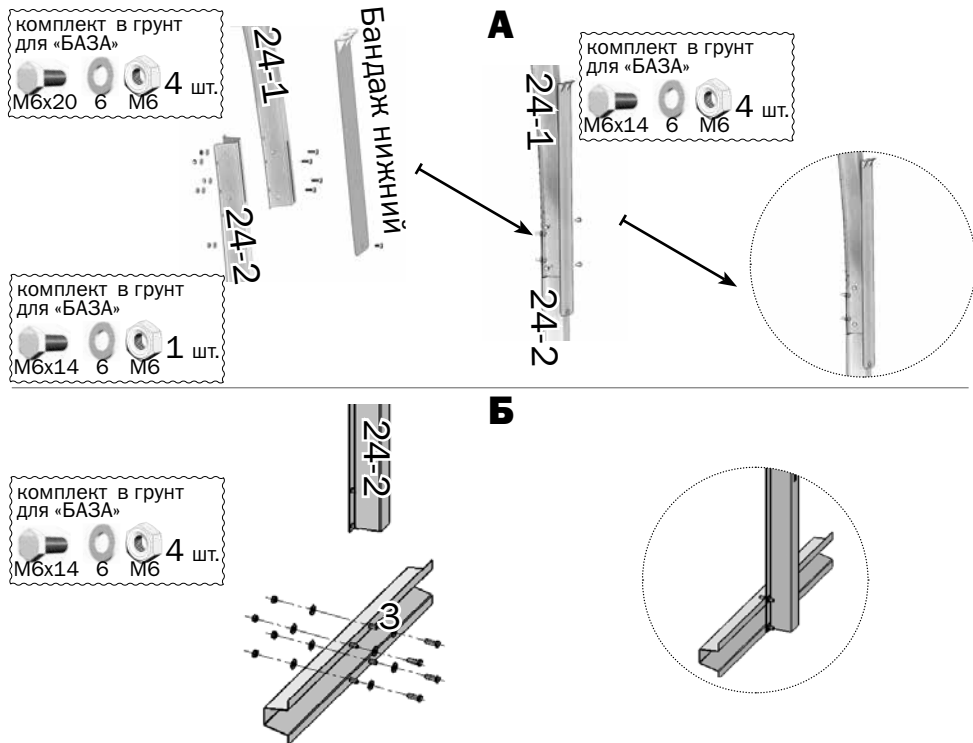 комплект в грунт
для «БАЗА»
М6х20 6 М6 4 шт.
24-1
24-2
Бандаж нижний
А
24-1
24-2
комплект в грунт
для «БАЗА»
М6х14 6 М6 4 шт.
комплект в грунт
для «БАЗА»
М6х14 6 М6 1 шт.
Б
24-2
комплект в грунт
для «БАЗА»
М6х14 6 М6 4 шт.
3